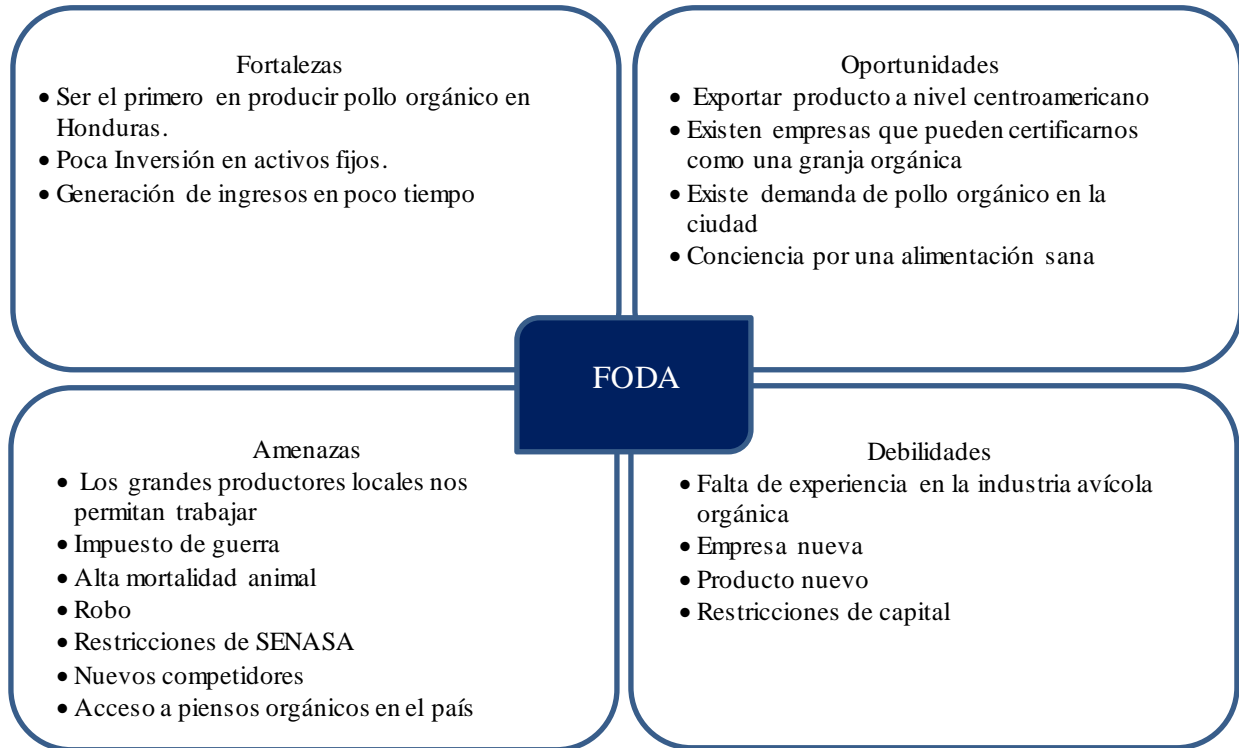 Fortalezas
• Ser el primero en producir pollo orgánico en
Honduras.
• Poca Inversión en activos fijos.
• Generación de ingresos en poco tiempo
Oportunidades
• Exportar producto a nivel centroamericano
• Existen empresas que pueden certificarnos
como una granja orgánica
• Existe demanda de pollo orgánico en la
ciudad
• Conciencia por una alimentación sana
FODA
Amenazas
• Los grandes productores locales nos
permitan trabajar
• Impuesto de guerra
• Alta mortalidad animal
• Robo
• Restricciones de SENASA
• Nuevos competidores
• Acceso a piensos orgánicos en el país
Debilidades
• Falta de experiencia en la industria avícola
orgánica
• Empresa nueva
• Producto nuevo
• Restricciones de capital